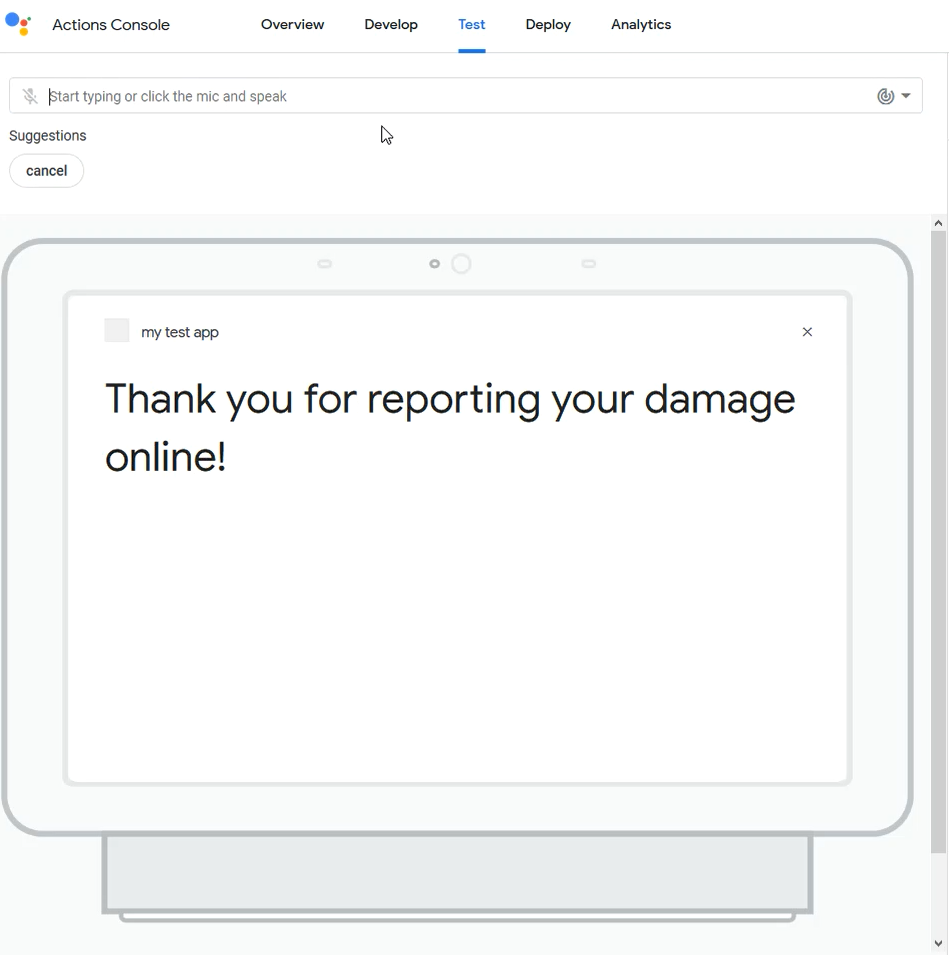 Actions Console
Overview
Develop
Test
Deploy
Analytics
Start typing or click the mic and speak
Suggestions
cancel
my test app
Thank you for reporting your damage
online!